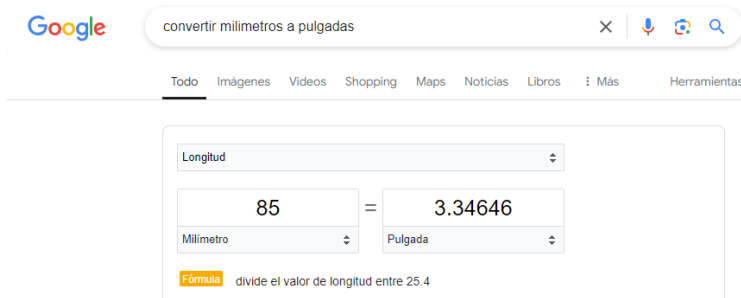 Google convertir milimetros a pulgadas
Todo Imágenes Videos Shopping Maps Noticias Libros Más Herramientas
Longitud
85 = 3.34646
Milímetro Pulgada
Fórmula divide el valor de longitud entre 25.4